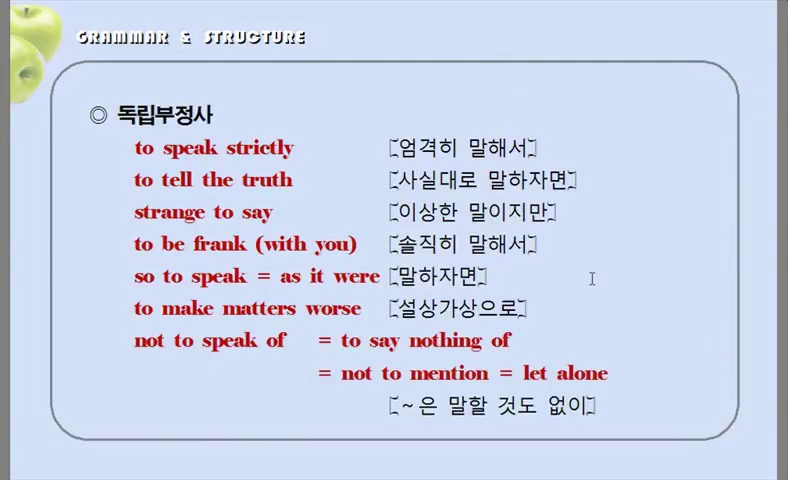 GRAMMAR & STRUCTURE
◎ 독립부정사
to speak strictly [엄격히 말해서]
to tell the truth [사실대로 말하자면]
strange to say [이상한 말이지만]
to be frank (with you) [솔직히 말해서]
so to speak = as it were [말하자면]
to make matters worse [설상가상으로]
not to speak of = to say nothing of
= not to mention = let alone
[~은 말할 것도 없이]